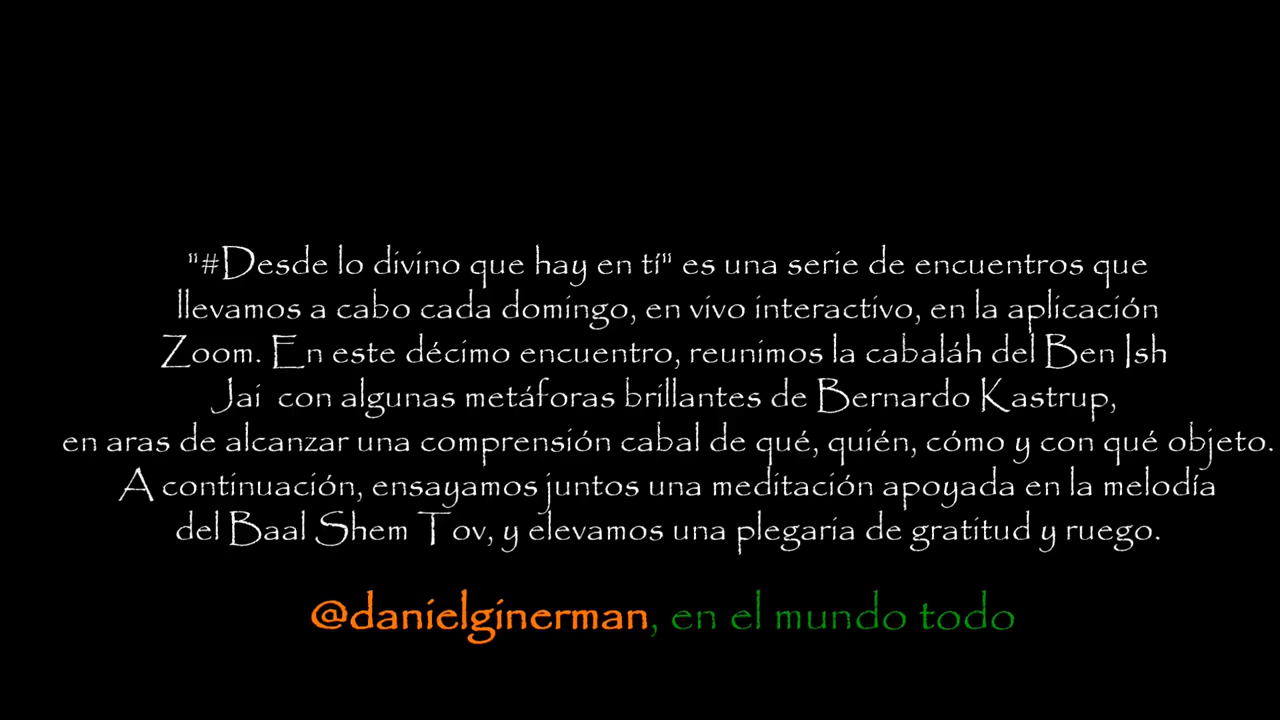 "#Desde lo divino que hay en tí" es una serie de encuentros que
llevamos a cabo cada domingo, en vivo interactivo, en la aplicación
Zoom. En este décimo encuentro, reunimos la cabaláh del Ben Ish
Jai  con algunas metáforas brillantes de Bernardo Kastrup,
en aras de alcanzar una comprensión cabal de qué, quién, cómo y con qué objeto.
A continuación, ensayamos juntos una meditación apoyada en la melodía
del Baal Shem Tov, y elevamos una plegaria de gratitud y ruego.
@danielginerman, en el mundo todo